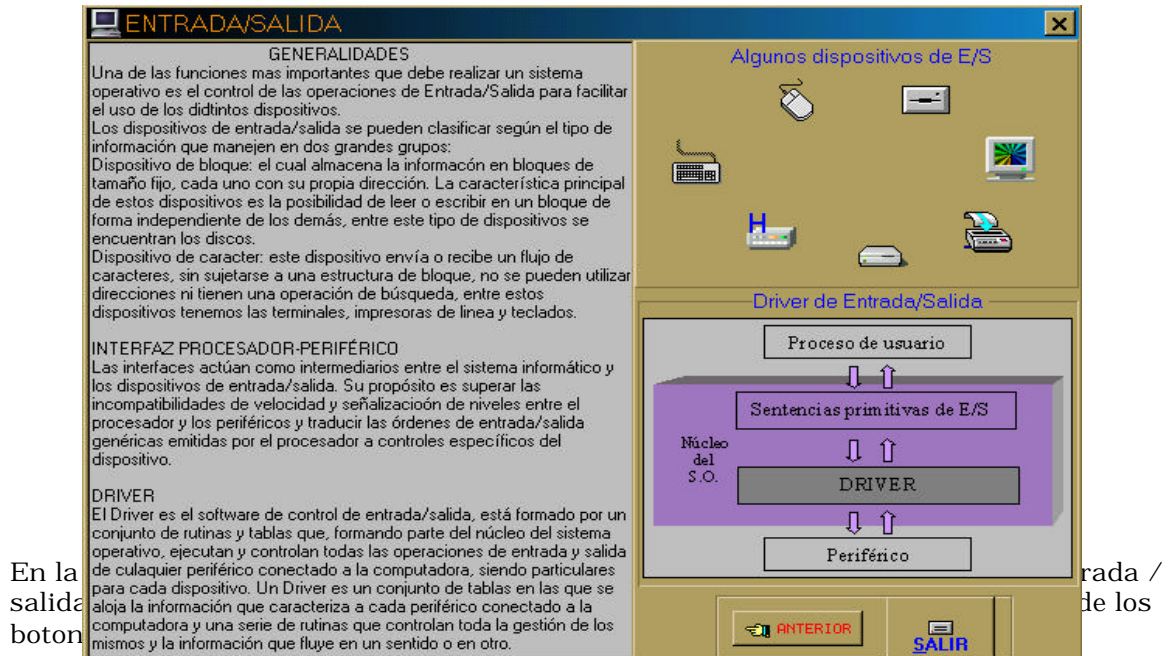 ENTRADA/SALIDA
GENERALIDADES
Una de las funciones mas importantes que debe realizar un sistema
operativo es el control de las operaciones de Entrada/Salida para facilitar
el uso de los didtintos dispositivos.
Los dispositivos de entrada/salida se pueden clasificar según el tipo de
información que manejen en dos grandes grupos:
Dispositivo de bloque: el cual almacena la informacón en bloques de
tamaño fijo, cada uno con su propia dirección. La característica principal
de estos dispositivos es la posibilidad de leer o escribir en un bloque de
forma independiente de los demás, entre este tipo de dispositivos se
encuentran los discos.
Dispositivo de caracter: este dispositivo envía o recibe un flujo de
caracteres, sin sujetarse a una estructura de bloque, no se pueden utilizar
direcciones ni tienen una operación de búsqueda, entre estos
dispositivos tenemos las terminales, impresoras de linea y teclados.
INTERFAZ PROCESADOR-PERIFÉRICO
Las interfaces actúan como intermediarios entre el sistema informático y
los dispositivos de entrada/salida. Su propósito es superar las
incompatibilidades de velocidad y señalizacioón de niveles entre el
procesador y los periféricos y traducir las órdenes de entrada/salida
genéricas emitidas por el procesador a controles específicos del
dispositivo.
DRIVER
El Driver es el software de control de entrada/salida, está formado por un
conjunto de rutinas y tablas que, formando parte del núcleo del sistema
operativo, ejecutan y controlan todas las operaciones de entrada y salida
de culaquier periférico conectado a la computadora, siendo particulares
para cada dispositivo. Un Driver es un conjunto de tablas en las que se
aloja la información que caracteriza a cada periférico conectado a la
computadora y una serie de rutinas que controlan toda la gestión de los
mismos y la información que fluye en un sentido o en otro.
Algunos dispositivos de E/S
H
Driver de Entrada/Salida
Proceso de usuario
Sentencias primitivas de E/S
Núcleo
del
S.O.
DRIVER
Periférico
ANTERIOR
SALIR
En la rada /
salida de los
boton